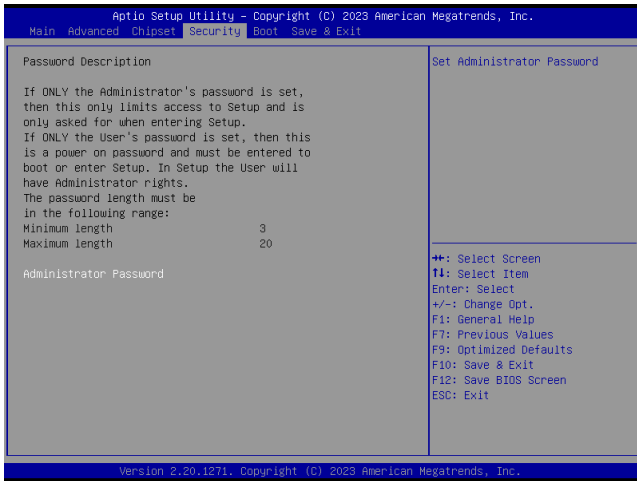 Aptio Setup Utility – Copyright (C) 2023 American Megatrends, Inc.
Main Advanced Chipset Security Boot Save & Exit
Password Description
If ONLY the Administrator's password is set,
then this only limits access to Setup and is
only asked for when entering Setup.
If ONLY the User's password is set, then this
is a power on password and must be entered to
boot or enter Setup. In Setup the User will
have Administrator rights.
The password length must be
in the following range:
Minimum length 3
Maximum length 20
Administrator Password
Set Administrator Password
→←: Select Screen
↑↓: Select Item
Enter: Select
+/-: Change Opt.
F1: General Help
F7: Previous Values
F9: Optimized Defaults
F10: Save & Exit
F12: Save BIOS Screen
ESC: Exit
Version 2.20.1271. Copyright (C) 2023 American Megatrends, Inc.